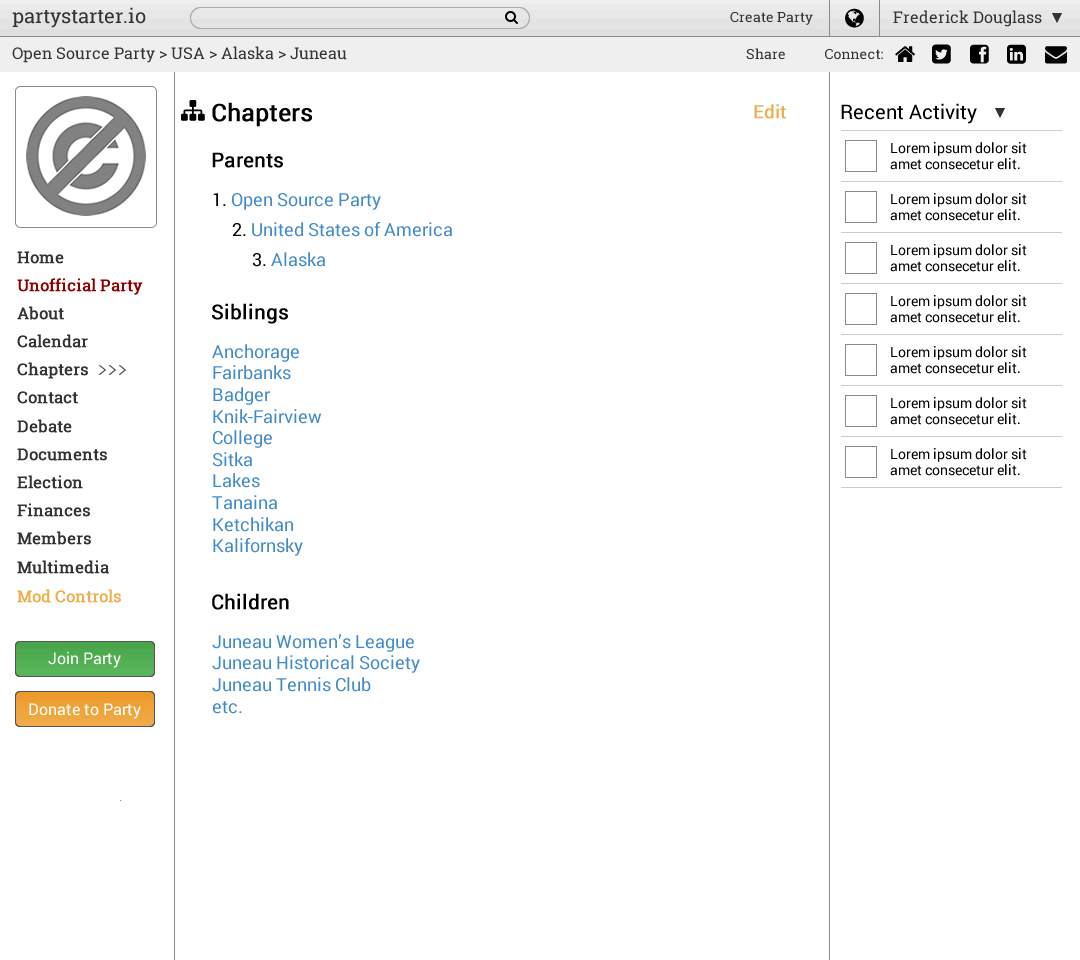 partystarter.io
Create Party
Frederick Douglass ▼
Open Source Party > USA > Alaska > Juneau
Share
Connect:
Home
Unofficial Party
About
Calendar
Chapters >>>
Contact
Debate
Documents
Election
Finances
Members
Multimedia
Mod Controls
Join Party
Donate to Party
Chapters
Edit
Parents
1. Open Source Party
2. United States of America
3. Alaska
Siblings
Anchorage
Fairbanks
Badger
Knik-Fairview
College
Sitka
Lakes
Tanaina
Ketchikan
Kalifornsky
Children
Juneau Women’s League
Juneau Historical Society
Juneau Tennis Club
etc.
Recent Activity ▼
Lorem ipsum dolor sit
amet consecetur elit.
Lorem ipsum dolor sit
amet consecetur elit.
Lorem ipsum dolor sit
amet consecetur elit.
Lorem ipsum dolor sit
amet consecetur elit.
Lorem ipsum dolor sit
amet consecetur elit.
Lorem ipsum dolor sit
amet consecetur elit.
Lorem ipsum dolor sit
amet consecetur elit.